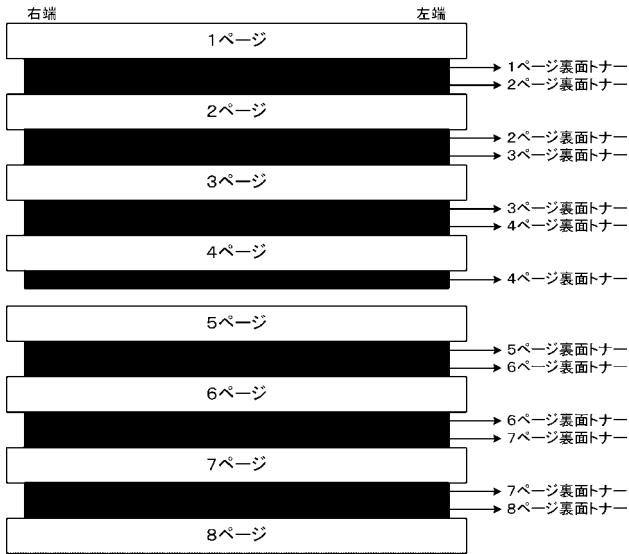 右端 左端
1ページ
1ページ裏面トナー
2ページ裏面トナー
2ページ
2ページ裏面トナー
3ページ裏面トナー
3ページ
3ページ裏面トナー
4ページ裏面トナー
4ページ
4ページ裏面トナー
5ページ
5ページ裏面トナー
6ページ裏面トナー
6ページ
6ページ裏面トナー
7ページ裏面トナー
7ページ
7ページ裏面トナー
8ページ裏面トナー
8ページ